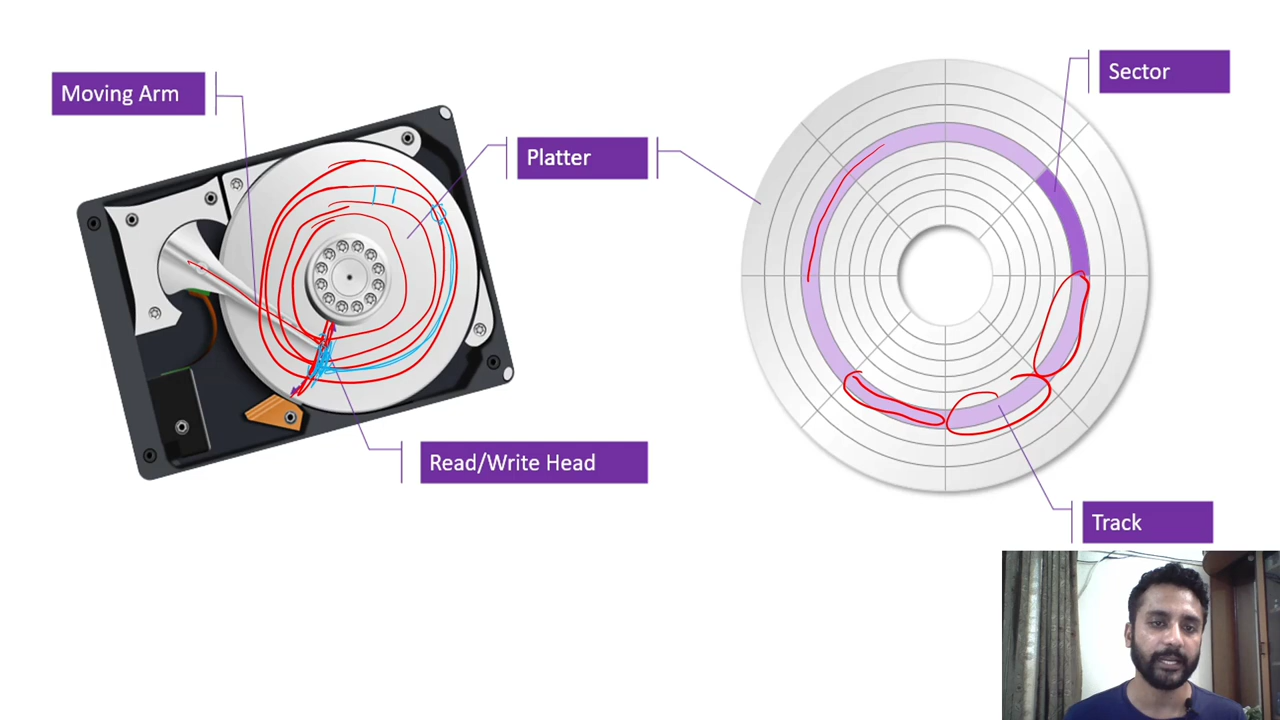 Moving Arm
Platter
Sector
Read/Write Head
Track